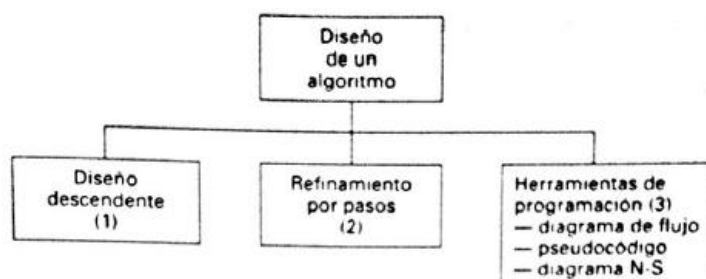 Diseño
de un
algoritmo
Diseño
descendente
(1)
Refinamiento
por pasos
(2)
Herramientas de
programación (3)
— diagrama de flujo
— pseudocódigo
— diagrama N-S